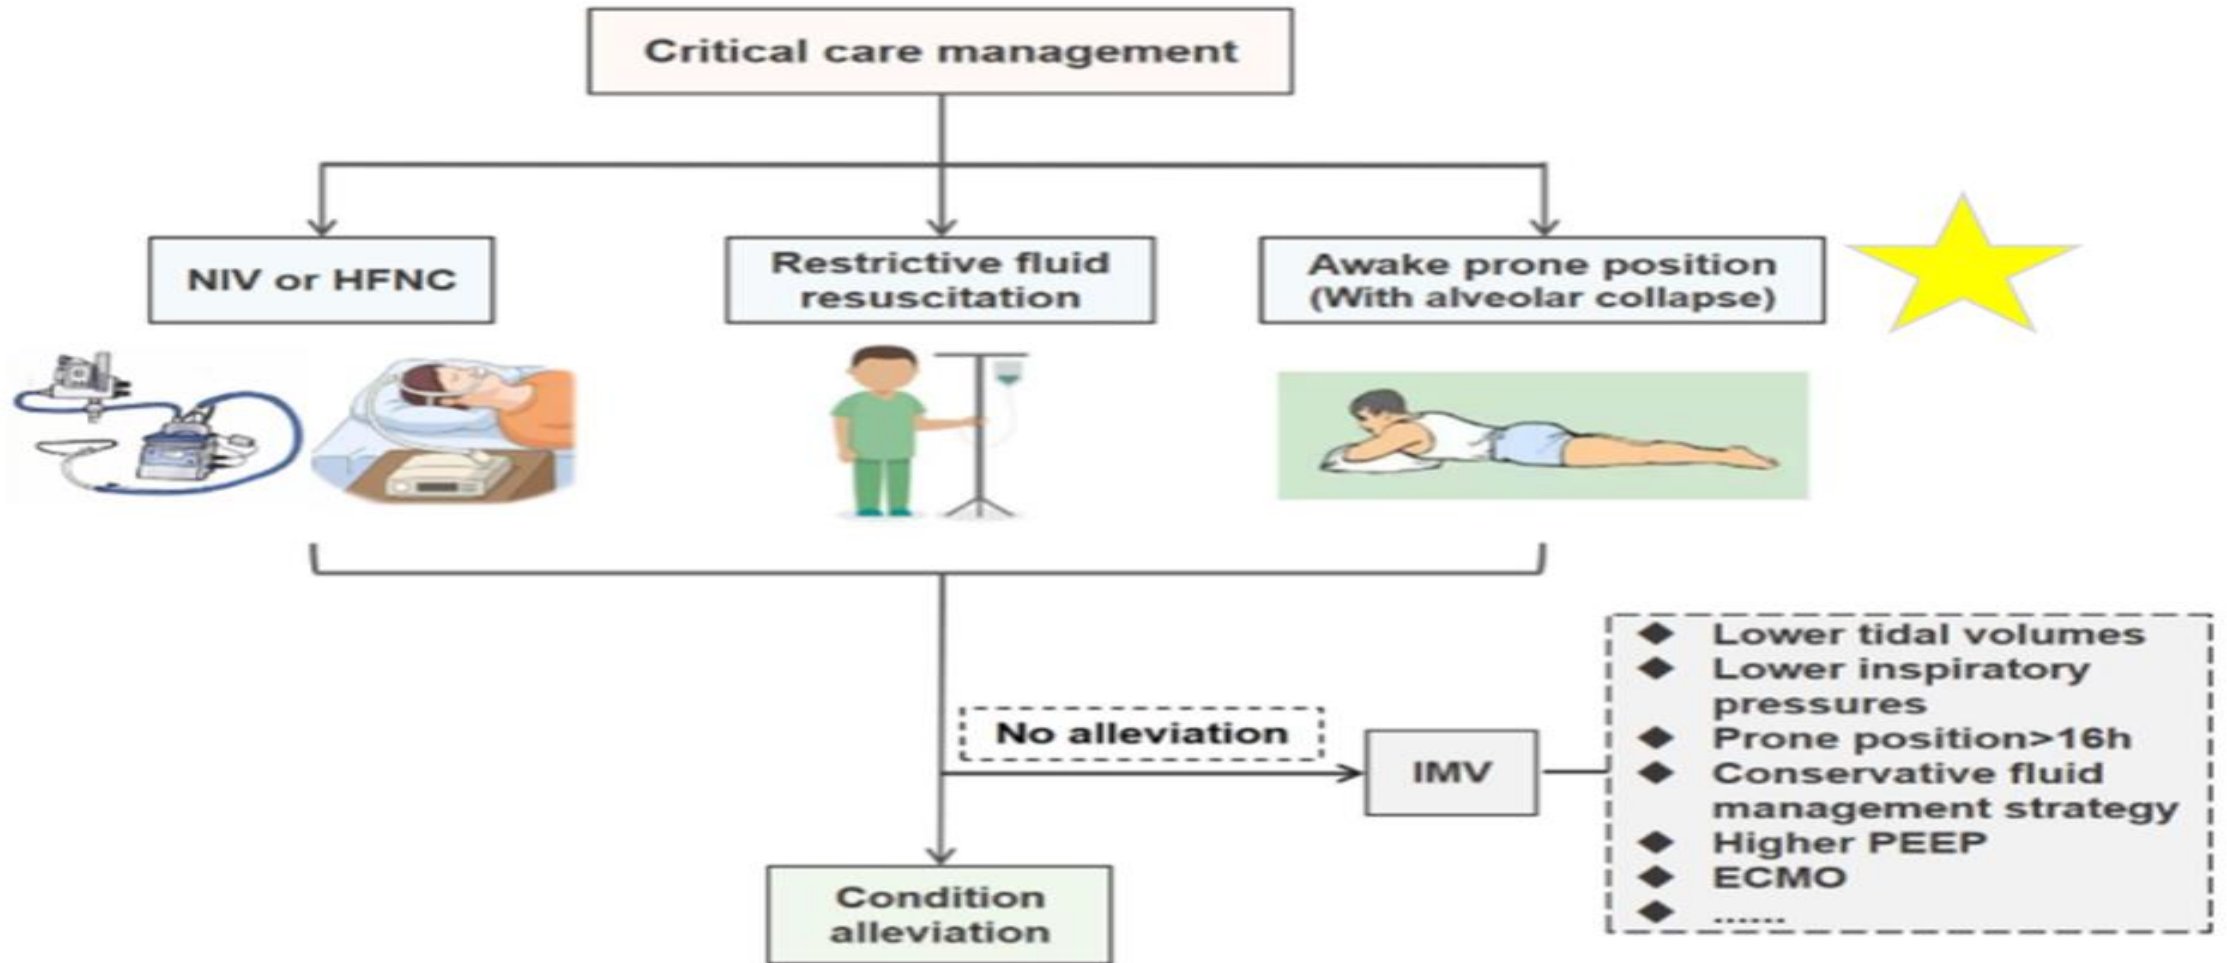 Critical care management
NIV or HFNC
Restrictive fluid
resuscitation
Awake prone position
(With alveolar collapse)
No alleviation
IMV
◆ Lower tidal volumes
◆ Lower inspiratory
pressures
◆ Prone position>16h
◆ Conservative fluid
management strategy
◆ Higher PEEP
◆ ECMO
◆ ······
Condition
alleviation